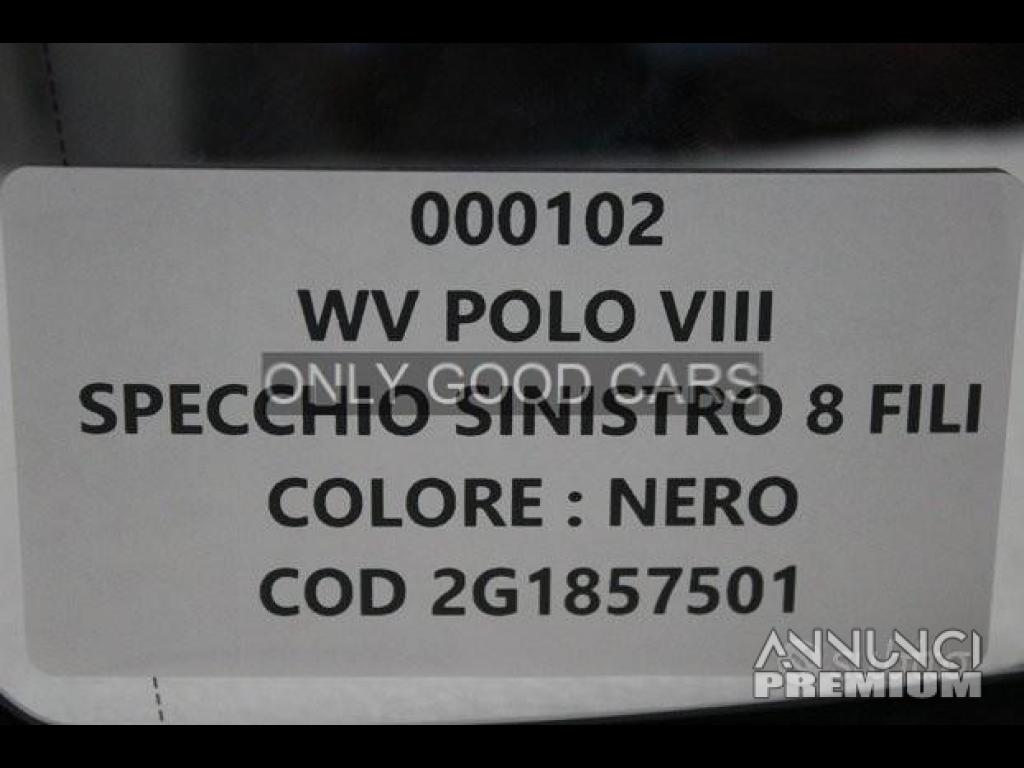 000102
WV POLO VIII
ONLY GOOD CARS
SPECCHIO SINISTRO 8 FILI
COLORE : NERO
COD 2G1857501
ANNUNCI
PREMIUM